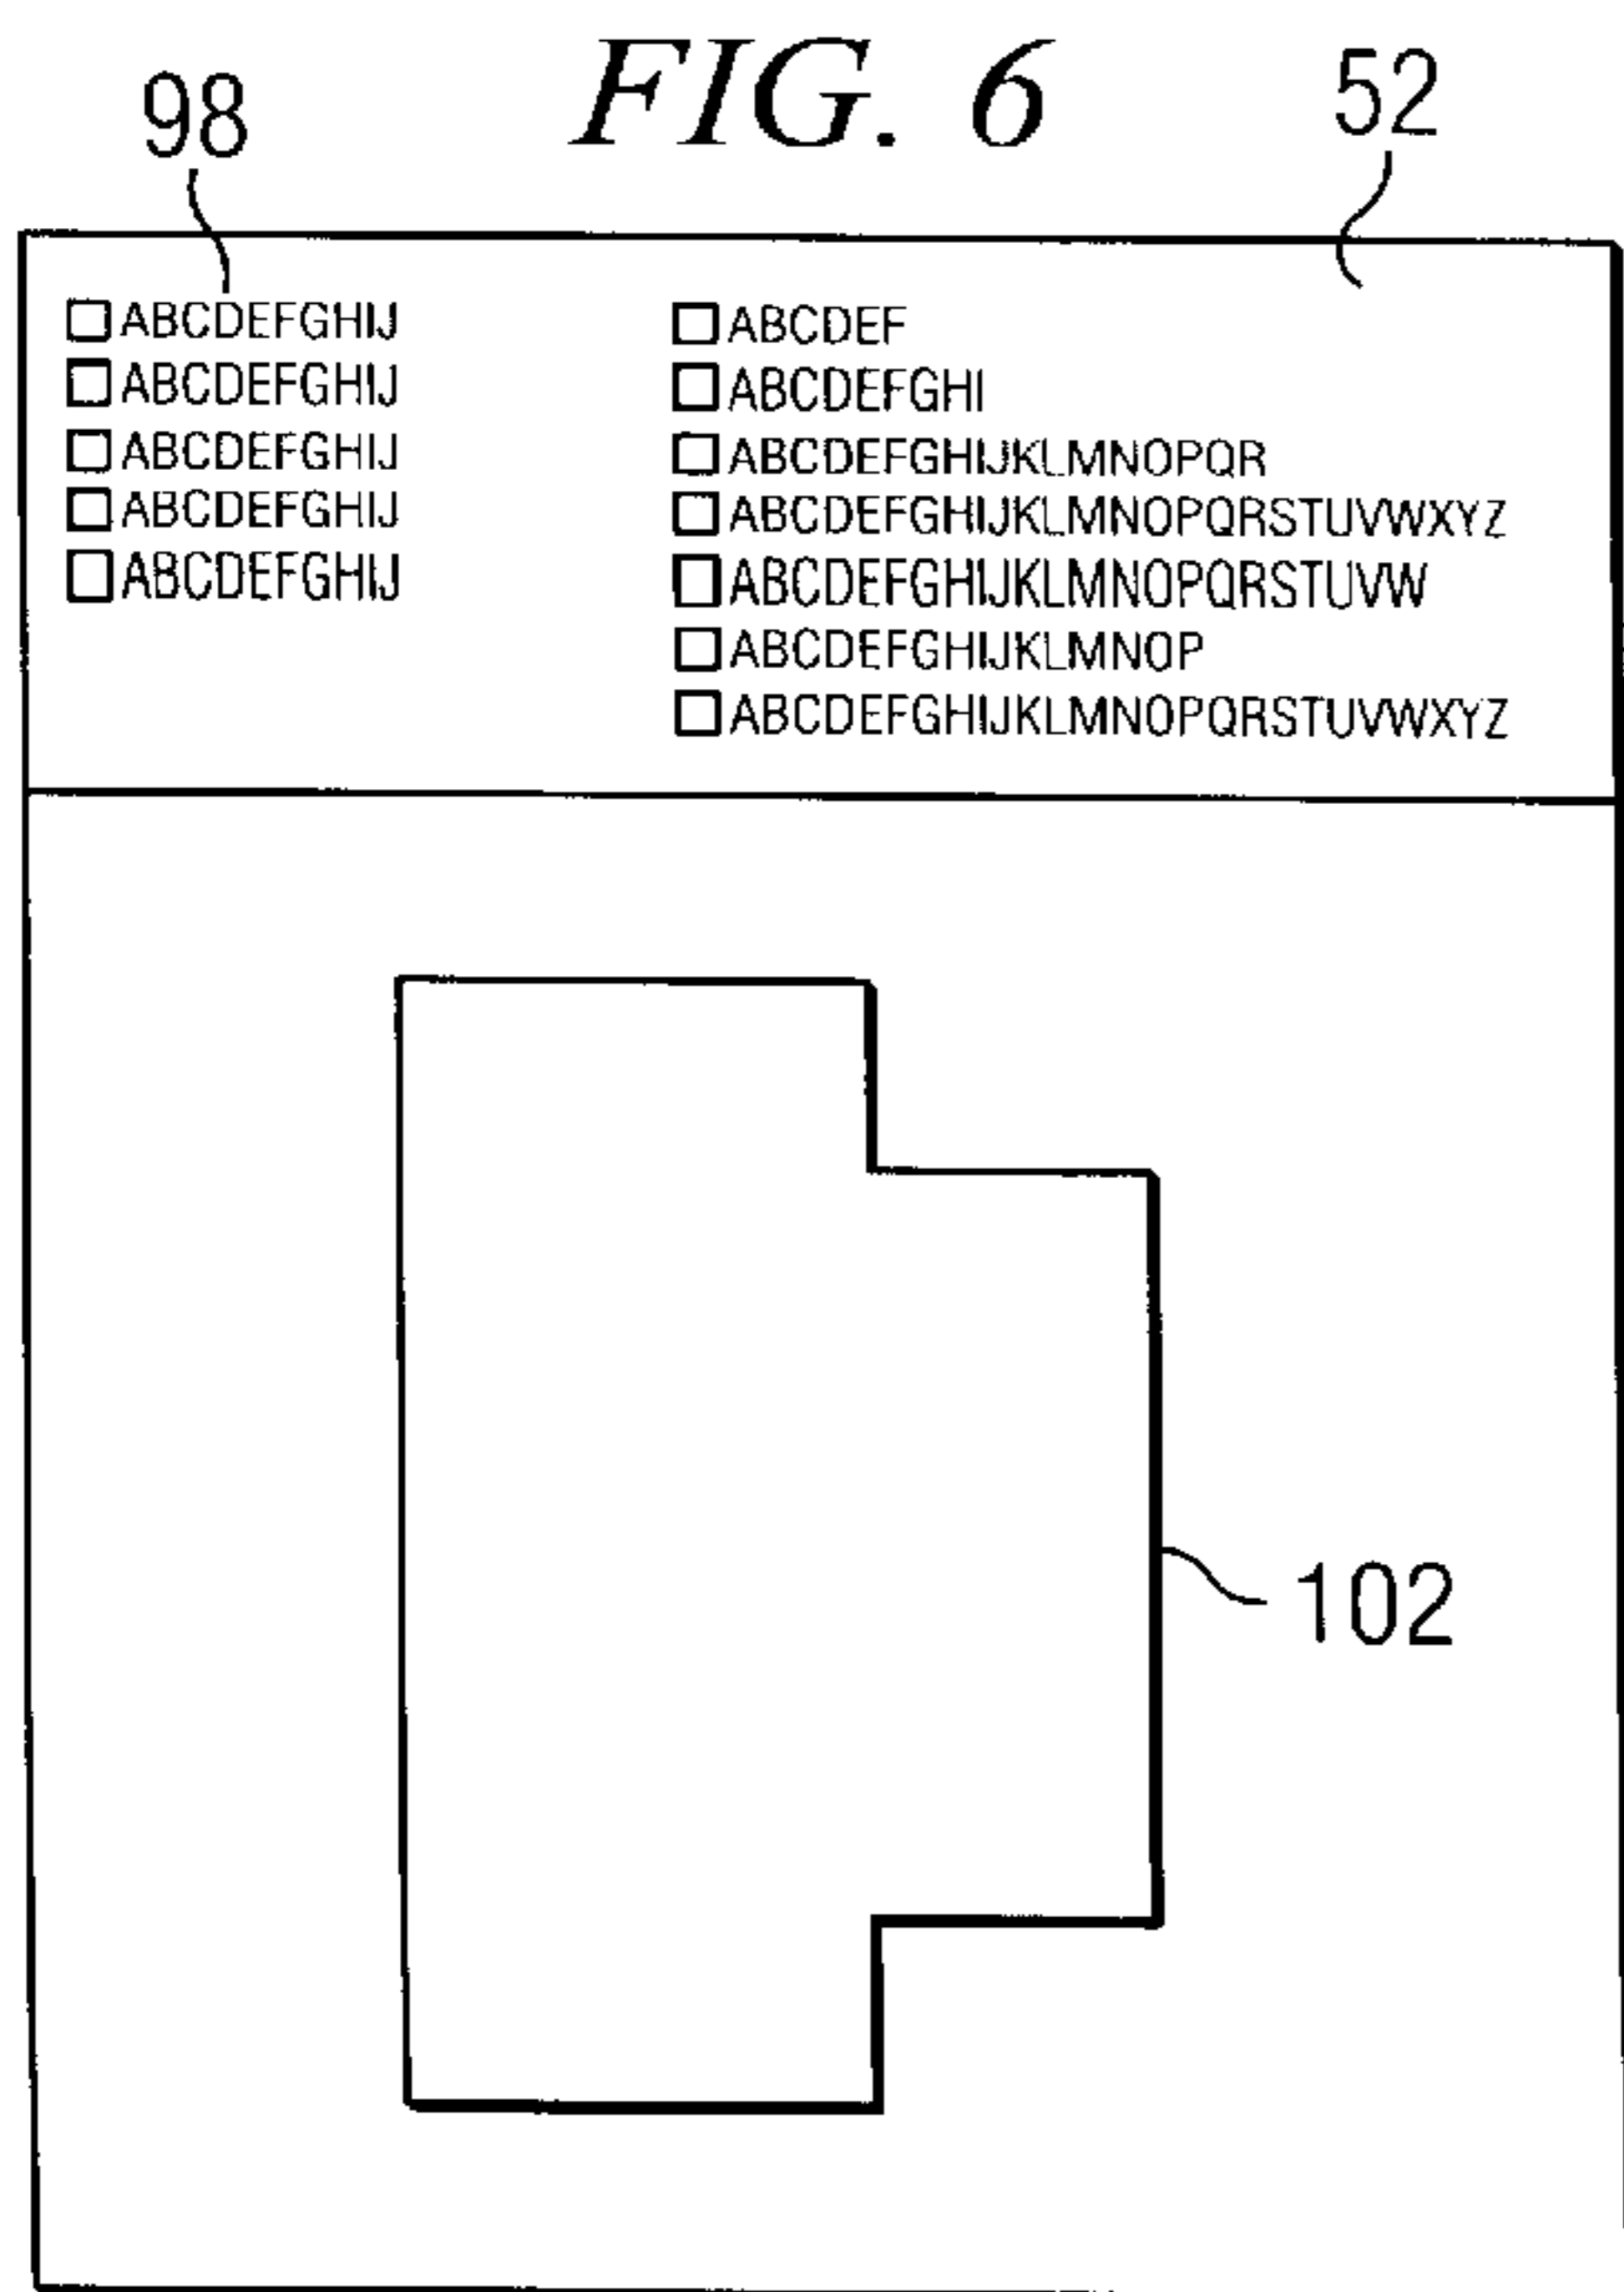 FIG. 6
98
52
ABCDEFGHIJ
ABCDEFGHIJ
ABCDEFGHIJ
ABCDEFGHIJ
ABCDEFGHIJ
ABCDEF
ABCDEFGHI
ABCDEFGHIJKLMNOPQR
ABCDEFGHIJKLMNOPQRSTUVWXYZ
ABCDEFGHIJKLMNOPQRSTUVW
ABCDEFGHIJKLMNOP
ABCDEFGHIJKLMNOPQRSTUVWXYZ
102